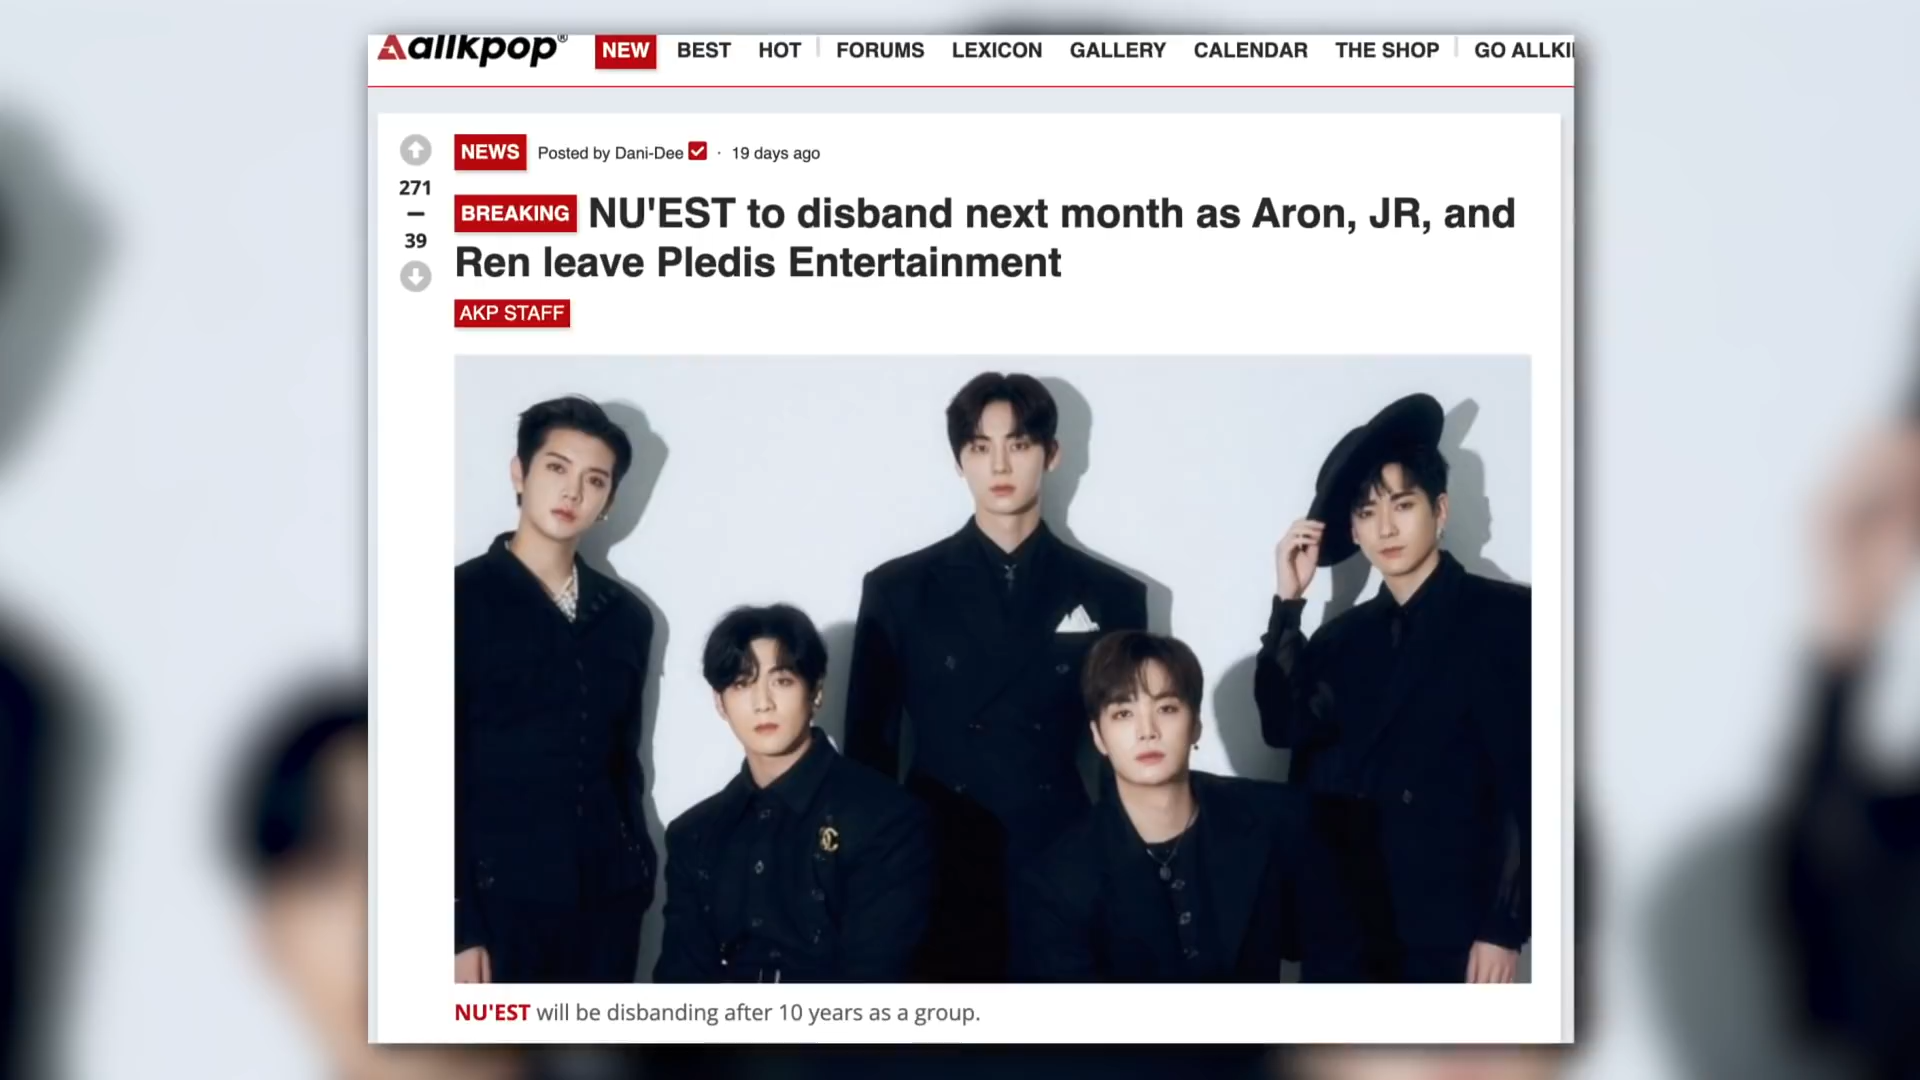 allkpop®
NEW BEST HOT FORUMS LEXICON GALLERY CALENDAR THE SHOP GO ALLKI
NEWS Posted by Dani-Dee · 19 days ago
271
39
BREAKING NU'EST to disband next month as Aron, JR, and
Ren leave Pledis Entertainment
AKP STAFF
NU'EST will be disbanding after 10 years as a group.